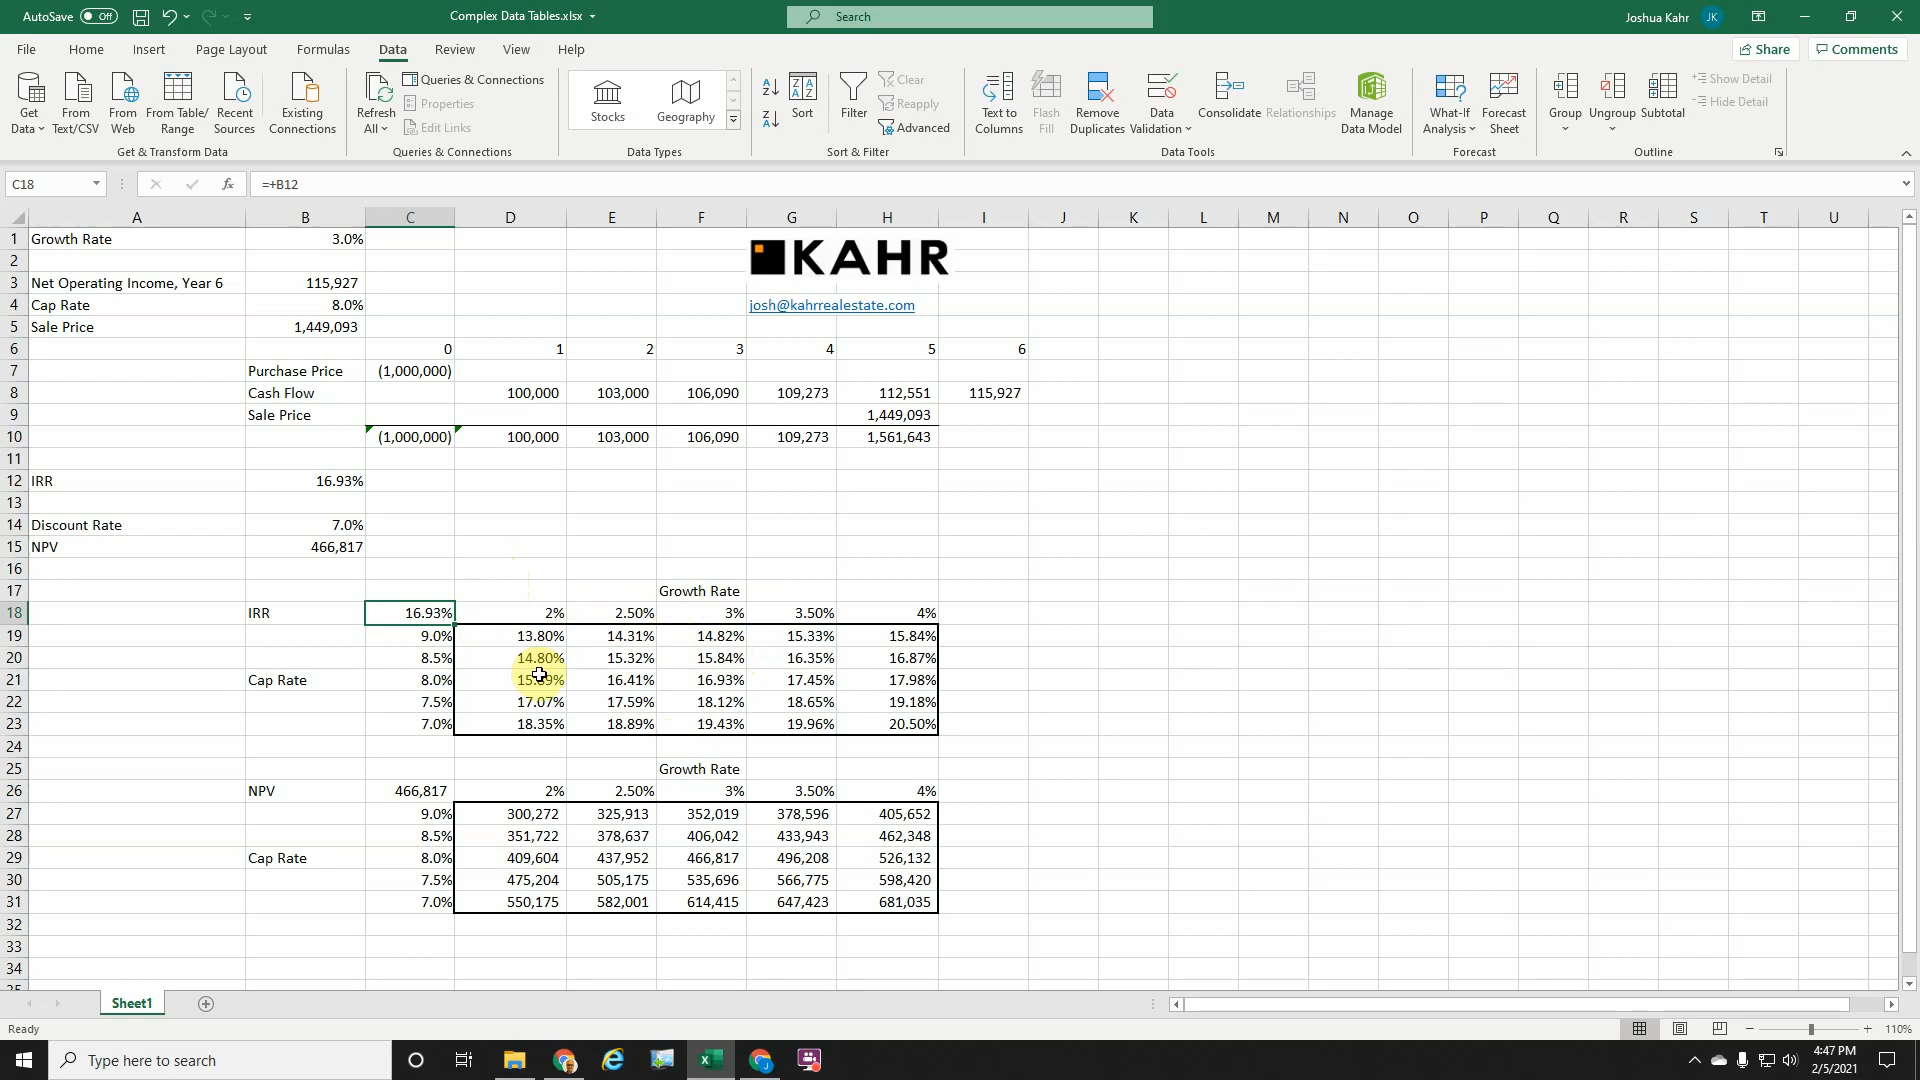 AutoSave Off
Complex Data Tables.xlsx
Search
Joshua Kahr JK
File Home Insert Page Layout Formulas Data Review View Help
Share Comments
Get Data
From Text/CSV
From Web
From Table/ Range
Recent Sources
Existing Connections
Get & Transform Data
Refresh All
Queries & Connections
Properties
Edit Links
Queries & Connections
Stocks Geography
Data Types
Sort
Filter
Clear
Reapply
Advanced
Sort & Filter
Text to Columns
Flash Fill
Remove Duplicates
Data Validation
Consolidate
Relationships
Manage Data Model
Data Tools
What-If Analysis
Forecast Sheet
Forecast
Group
Ungroup
Subtotal
Show Detail
Hide Detail
Outline
C18 fx =+B12
A B C D E F G H I J K L M N O P Q R S T U
1 Growth Rate 3.0% KAHR
2
3 Net Operating Income, Year 6 115,927
4 Cap Rate 8.0% josh@kahrrealestate.com
5 Sale Price 1,449,093
6 0 1 2 3 4 5 6
7 Purchase Price (1,000,000)
8 Cash Flow 100,000 103,000 106,090 109,273 112,551 115,927
9 Sale Price 1,449,093
10 (1,000,000) 100,000 103,000 106,090 109,273 1,561,643
11
12 IRR 16.93%
13
14 Discount Rate 7.0%
15 NPV 466,817
16
17 Growth Rate
18 IRR 16.93% 2% 2.50% 3% 3.50% 4%
19 9.0% 13.80% 14.31% 14.82% 15.33% 15.84%
20 8.5% 14.80% 15.32% 15.84% 16.35% 16.87%
21 Cap Rate 8.0% 16.41% 16.93% 17.45% 17.98%
22 7.5% 17.07% 17.59% 18.12% 18.65% 19.18%
23 7.0% 18.35% 18.89% 19.43% 19.96% 20.50%
24
25 Growth Rate
26 NPV 466,817 2% 2.50% 3% 3.50% 4%
27 9.0% 300,272 325,913 352,019 378,596 405,652
28 8.5% 351,722 378,637 406,042 433,943 462,348
29 Cap Rate 8.0% 409,604 437,952 466,817 496,208 526,132
30 7.5% 475,204 505,175 535,696 566,775 598,420
31 7.0% 550,175 582,001 614,415 647,423 681,035
32
33
34
35
Sheet1
Ready
110%
Type here to search
4:47 PM
2/5/2021